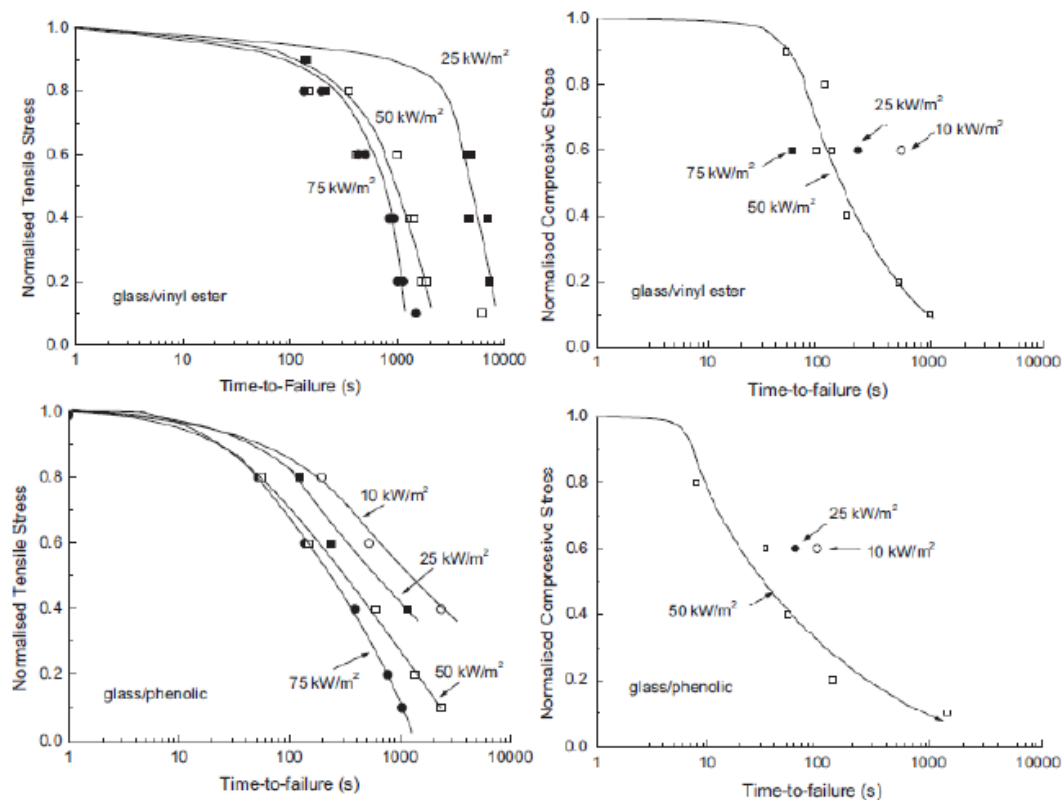 1.0
0.8
0.6
0.4
0.2
0.0
Normalised Tensile Stress
25 kW/m²
50 kW/m²
75 kW/m²
glass/vinyl ester
1 10 100 1000 10000
Time-to-Failure (s)
1.0
0.8
0.6
0.4
0.2
0.0
Normalised Compressive Stress
25 kW/m²
10 kW/m²
75 kW/m²
50 kW/m²
glass/vinyl ester
1 10 100 1000 10000
Time-to-failure (s)
1.0
0.8
0.6
0.4
0.2
0.0
Normalised Tensile Stress
10 kW/m²
25 kW/m²
50 kW/m²
75 kW/m²
glass/phenolic
1 10 100 1000 10000
Time-to-failure (s)
1.0
0.8
0.6
0.4
0.2
0.0
Normalised Compressive Stress
25 kW/m²
10 kW/m²
50 kW/m²
glass/phenolic
1 10 100 1000 10000
Time-to-failure (s)